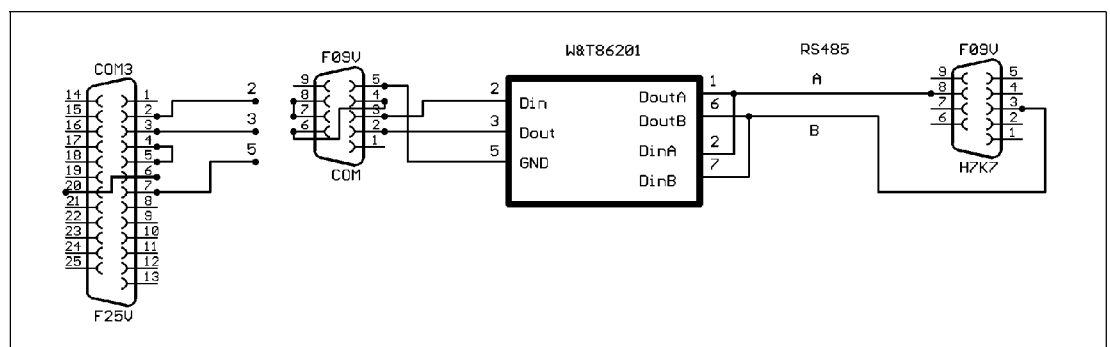 W&T86201
RS485
F09V
F09V
COM3
14 1
15 2
16 3
17 4
18 5
19 6
20 7
21 8
22 9
23 10
24 11
25 12
13
F25V
2
3
5
9 5
8 4
7 3
6 2
1
COM
2 Din
3 Dout
5 GND
DoutA 1
DoutB 6
DinA 2
DinB 7
A
B
9 5
8 4
7 3
6 2
1
H7K7